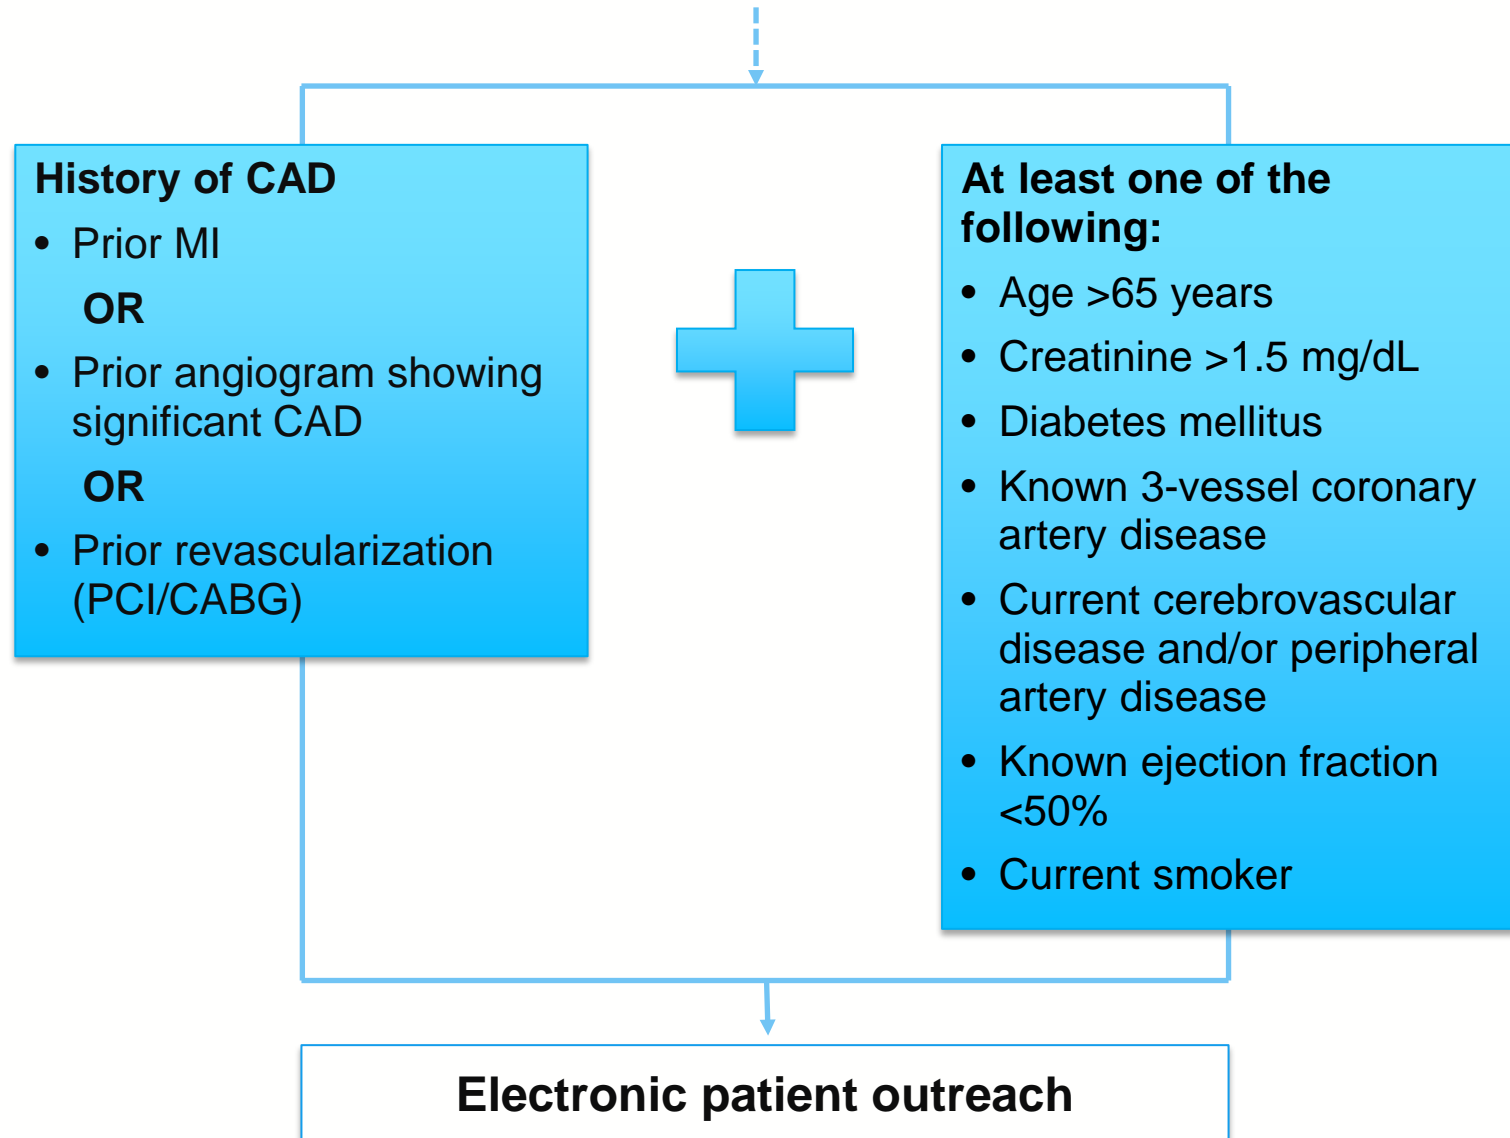 History of CAD
• Prior MI
OR
• Prior angiogram showing
significant CAD
OR
• Prior revascularization
(PCI/CABG)
At least one of the
following:
• Age >65 years
• Creatinine >1.5 mg/dL
• Diabetes mellitus
• Known 3-vessel coronary
artery disease
• Current cerebrovascular
disease and/or peripheral
artery disease
• Known ejection fraction
<50%
• Current smoker
Electronic patient outreach